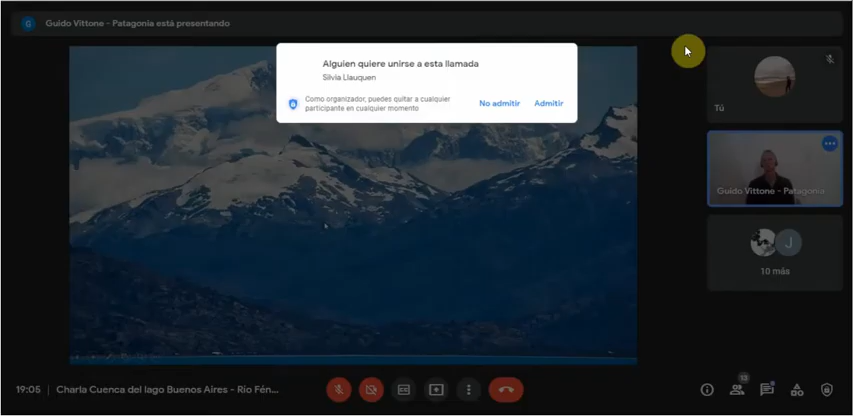 G Guido Vittone - Patagonia está presentando
Alguien quiere unirse a esta llamada
Silvia Llauquen
Como organizador, puedes quitar a cualquier
participante en cualquier momento
No admitir Admitir
Tú
Guido Vittone - Patagonia
J
10 más
13
19:05 | Charla Cuenca del lago Buenos Aires - Río Fén...